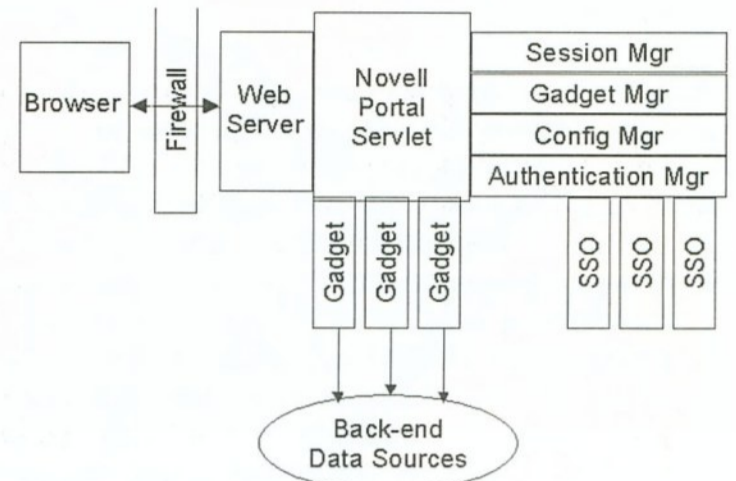 Browser
Firewall
Web
Server
Novell
Portal
Servlet
Session Mgr
Gadget Mgr
Config Mgr
Authentication Mgr
Gadget
Gadget
Gadget
SSO
SSO
SSO
Back-end
Data Sources